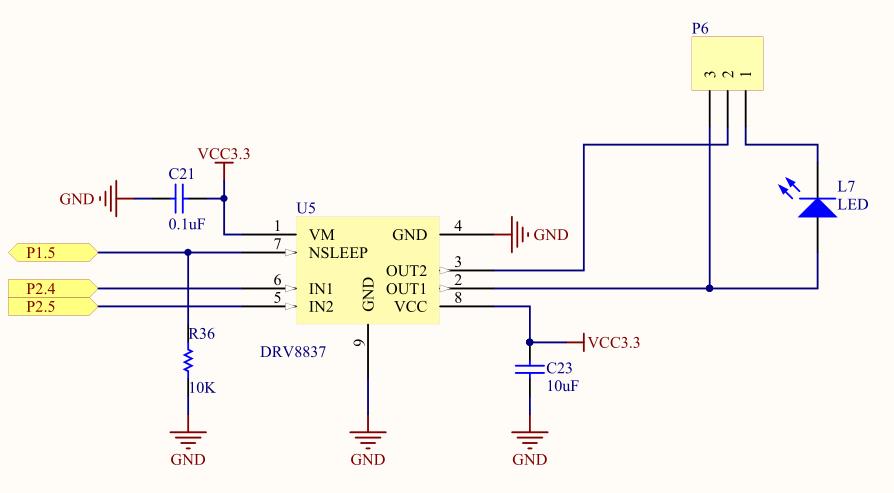 P6
3 2 1
VCC3.3
C21
GND
0.1uF
L7
LED
U5
1 VM GND 4 GND
P1.5 7 NSLEEP
OUT2 3
P2.4 6 IN1 OUT1 2
P2.5 5 IN2 VCC 8
GND
9
R36
DRV8837
VCC3.3
C23
10uF
10K
GND
GND
GND